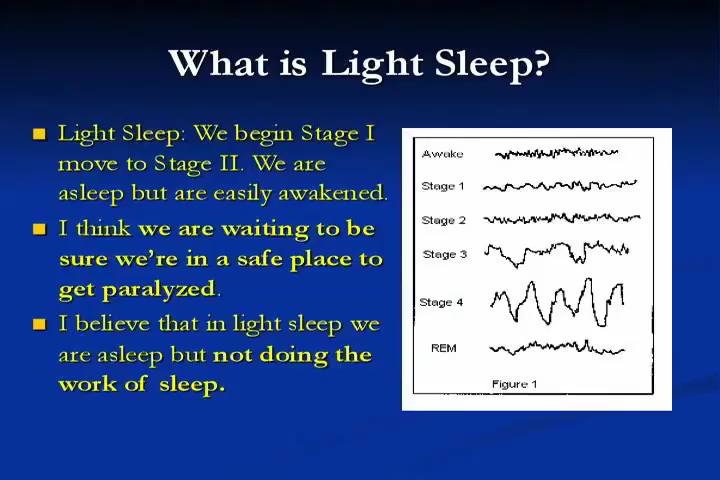 What is Light Sleep?
Light Sleep: We begin Stage I
move to Stage II. We are
asleep but are easily awakened.
I think we are waiting to be
sure we're in a safe place to
get paralyzed.
I believe that in light sleep we
are asleep but not doing the
work of sleep.
Awake
Stage 1
Stage 2
Stage 3
Stage 4
REM
Figure 1